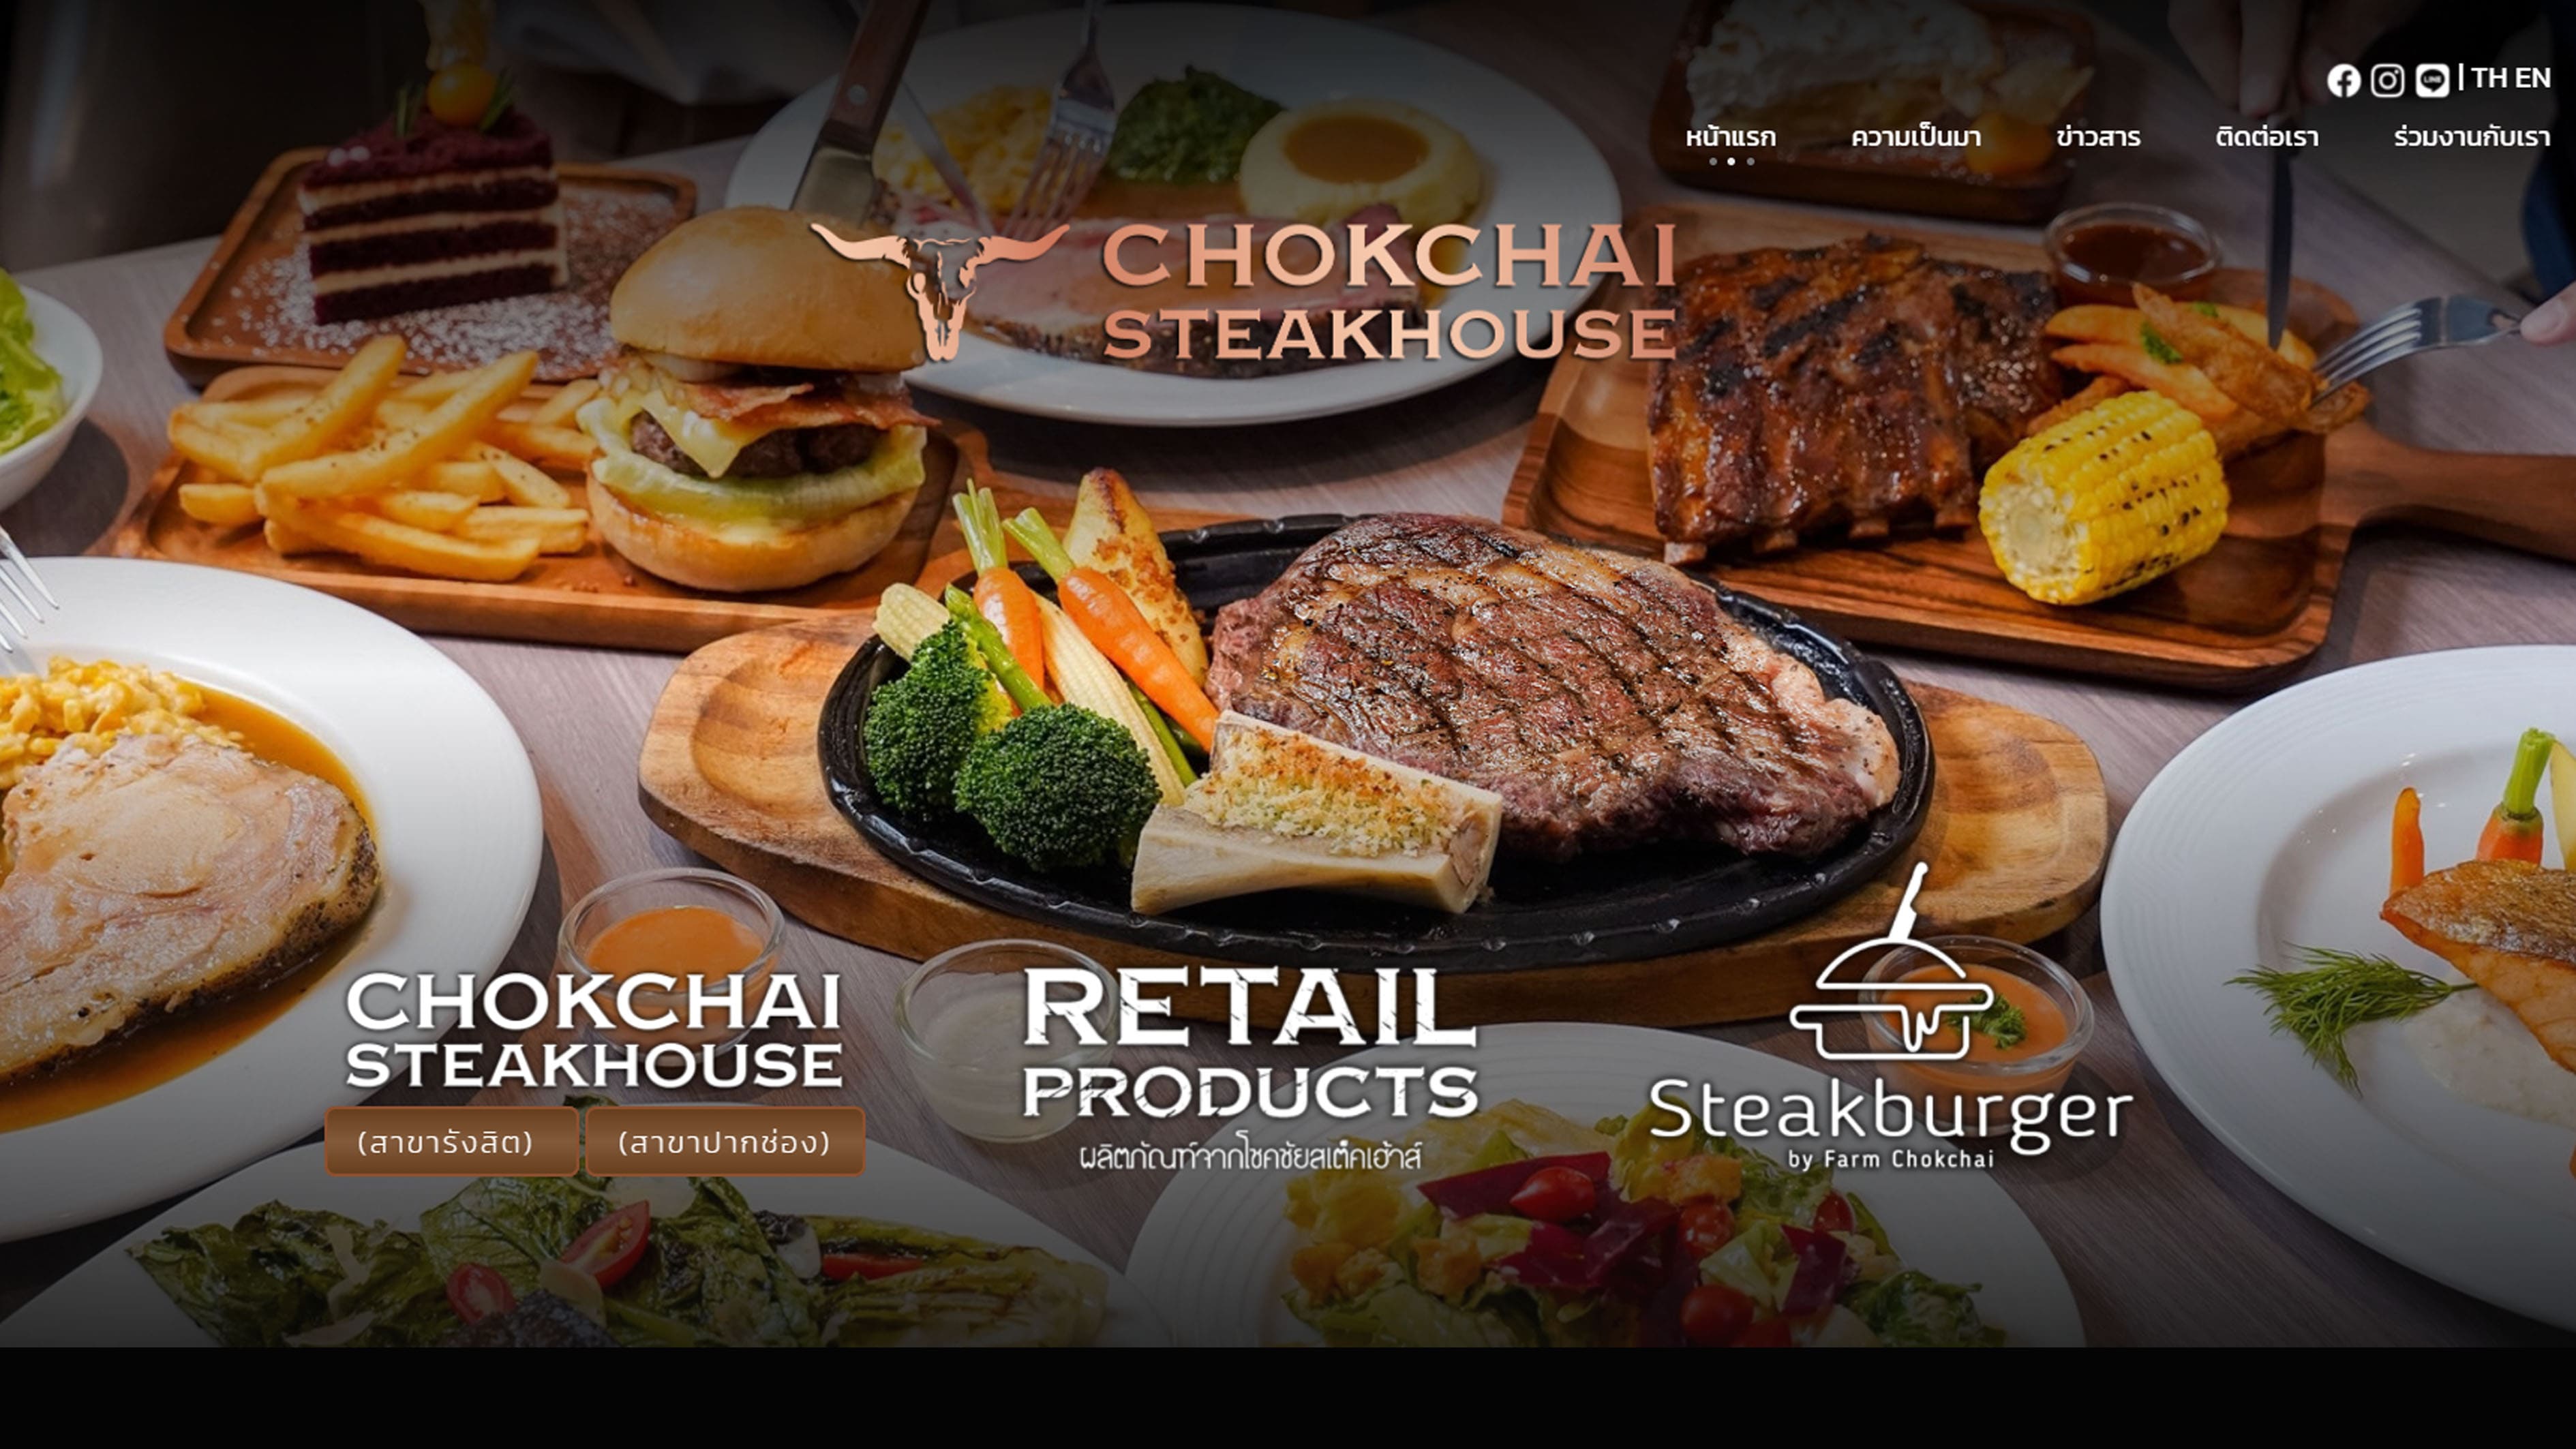 | TH EN
หน้าแรก ความเป็นมา ข่าวสาร ติดต่อเรา ร่วมงานกับเรา
CHOKCHAI
STEAKHOUSE
CHOKCHAI
STEAKHOUSE
(สาขารังสิต) (สาขาปากช่อง)
RETAIL
PRODUCTS
ผลิตภัณฑ์จากโชคชัยสเต็คเฮ้าส์
Steakburger
by Farm Chokchai